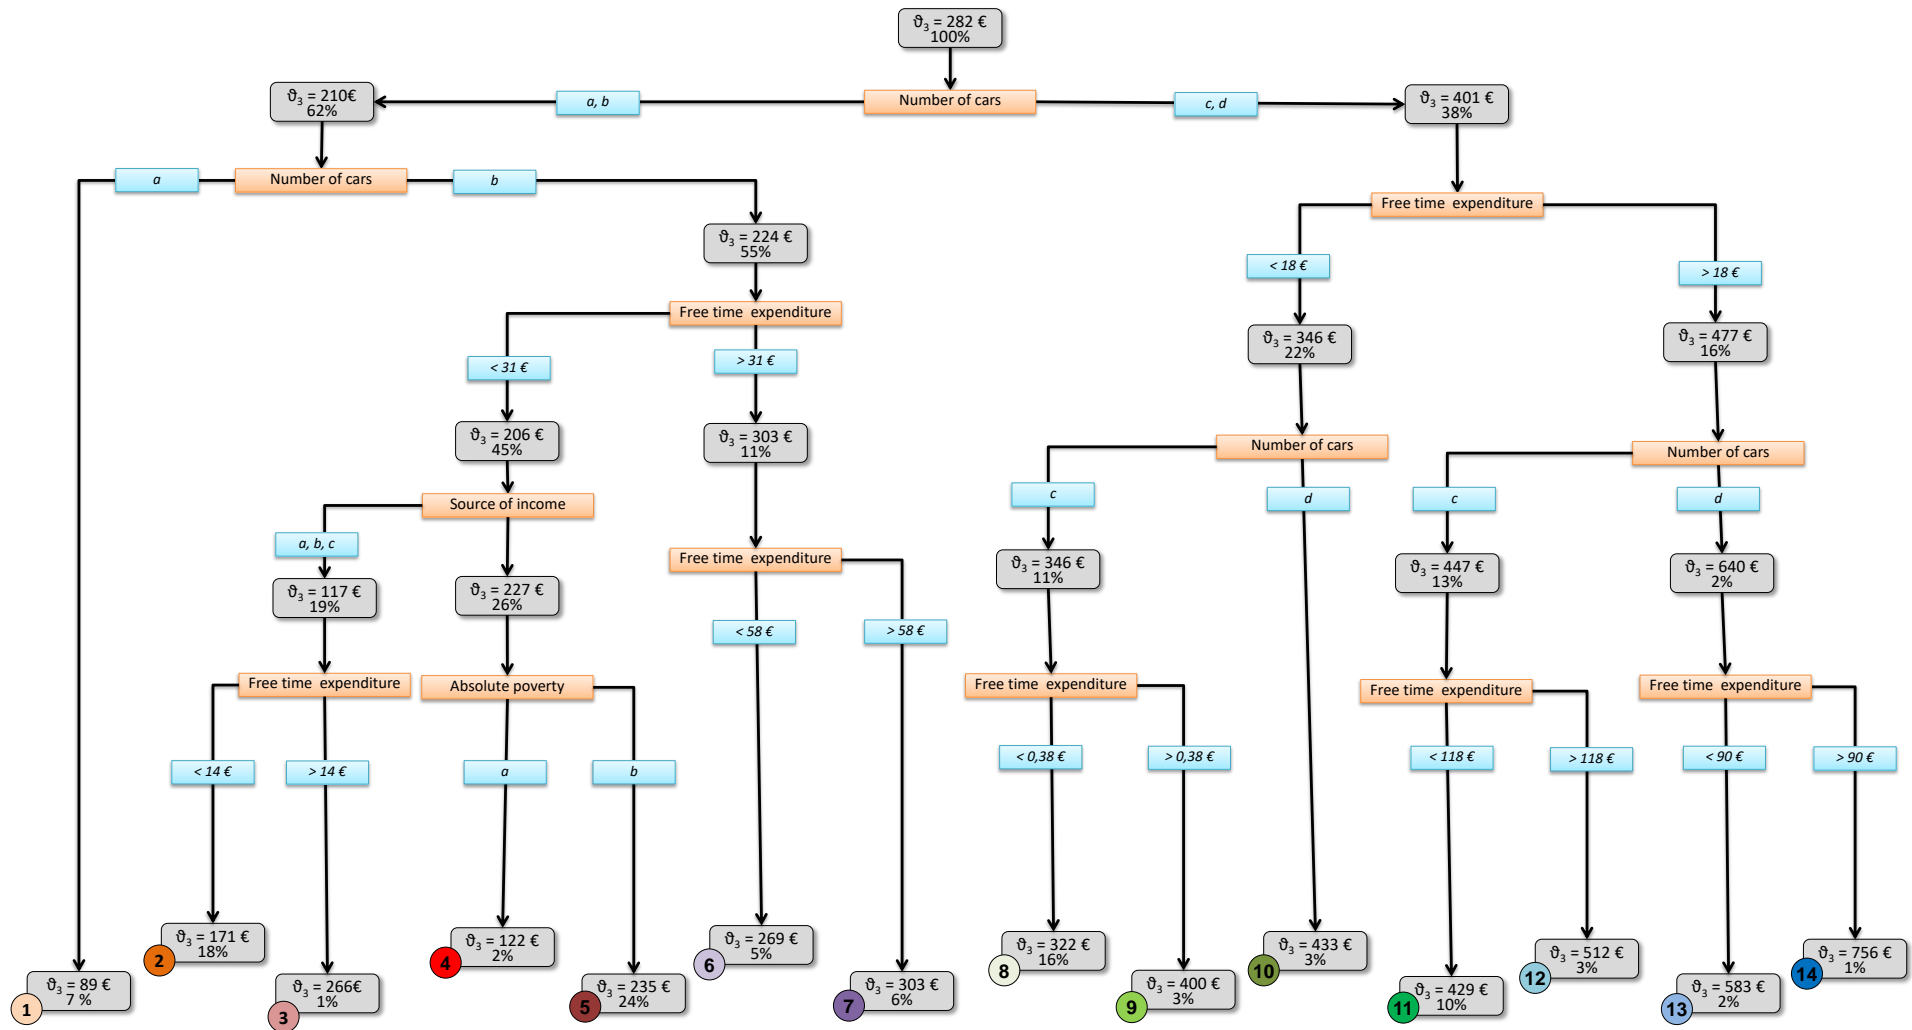 ϑ₃ = 282 €
100%
Number of cars
a, b
c, d
ϑ₃ = 210€
62%
ϑ₃ = 401 €
38%
Number of cars
a
b
Free time expenditure
ϑ₃ = 224 €
55%
< 18 €
> 18 €
Free time expenditure
ϑ₃ = 346 €
22%
ϑ₃ = 477 €
16%
< 31 €
> 31 €
ϑ₃ = 206 €
45%
ϑ₃ = 303 €
11%
Number of cars
Number of cars
Source of income
c
d
c
d
a, b, c
Free time expenditure
ϑ₃ = 117 €
19%
ϑ₃ = 227 €
26%
ϑ₃ = 346 €
11%
ϑ₃ = 447 €
13%
ϑ₃ = 640 €
2%
< 58 €
> 58 €
Free time expenditure
Absolute poverty
Free time expenditure
Free time expenditure
Free time expenditure
< 14 €
> 14 €
a
b
< 0,38 €
> 0,38 €
< 118 €
> 118 €
< 90 €
> 90 €
1
ϑ₃ = 89 €
7 %
2
ϑ₃ = 171 €
18%
3
ϑ₃ = 266€
1%
4
ϑ₃ = 122 €
2%
5
ϑ₃ = 235 €
24%
6
ϑ₃ = 269 €
5%
7
ϑ₃ = 303 €
6%
8
ϑ₃ = 322 €
16%
9
ϑ₃ = 400 €
3%
10
ϑ₃ = 433 €
3%
11
ϑ₃ = 429 €
10%
12
ϑ₃ = 512 €
3%
13
ϑ₃ = 583 €
2%
14
ϑ₃ = 756 €
1%